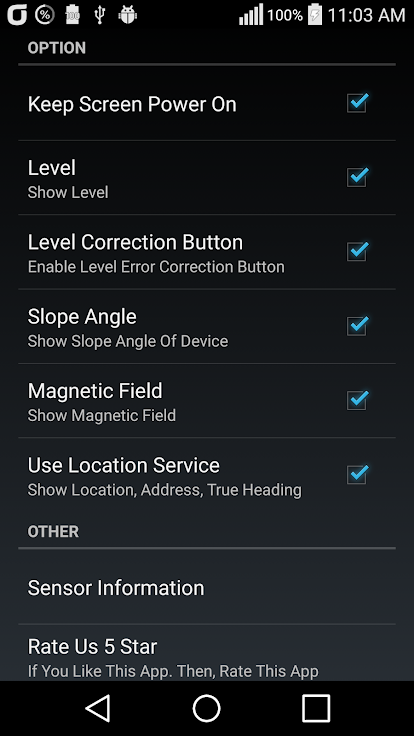 100% 11:03 AM
OPTION
Keep Screen Power On
Level
Show Level
Level Correction Button
Enable Level Error Correction Button
Slope Angle
Show Slope Angle Of Device
Magnetic Field
Show Magnetic Field
Use Location Service
Show Location, Address, True Heading
OTHER
Sensor Information
Rate Us 5 Star
If You Like This App. Then, Rate This App